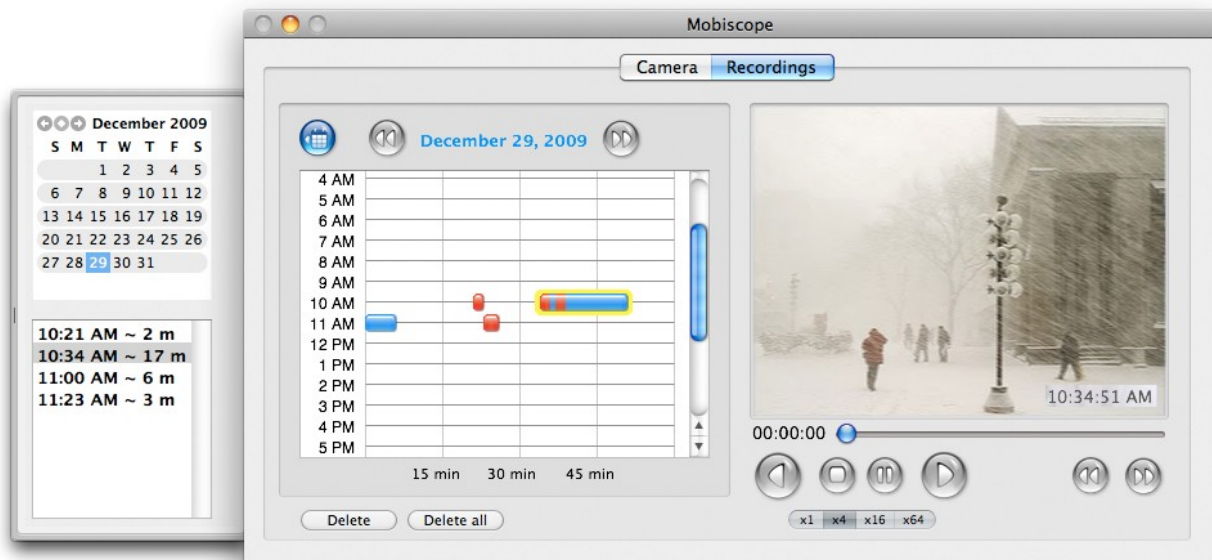 Mobiscope
Camera Recordings
December 2009
S M T W T F S
1 2 3 4 5
6 7 8 9 10 11 12
13 14 15 16 17 18 19
20 21 22 23 24 25 26
27 28 29 30 31
10:21 AM ~ 2 m
10:34 AM ~ 17 m
11:00 AM ~ 6 m
11:23 AM ~ 3 m
December 29, 2009
4 AM
5 AM
6 AM
7 AM
8 AM
9 AM
10 AM
11 AM
12 PM
1 PM
2 PM
3 PM
4 PM
5 PM
15 min 30 min 45 min
Delete Delete all
10:34:51 AM
00:00:00
x1 x4 x16 x64